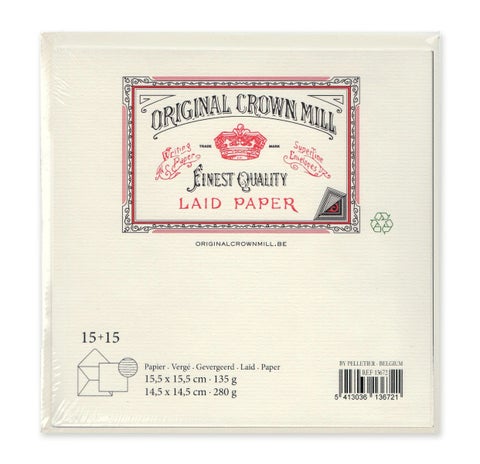 ORIGINAL CROWN MILL
Writing & Paper
TRADE MARK
Superfine Envelopes
FINEST QUALITY
LAID PAPER
ORIGINALCROWNMILL.BE
15+15
Papier - Vergé - Gevergeerd - Laid - Paper
15,5 x 15,5 cm - 135 g
14,5 x 14,5 cm - 280 g
BY PELLETIER - BELGIUM
REF 13672
5 413036 136721